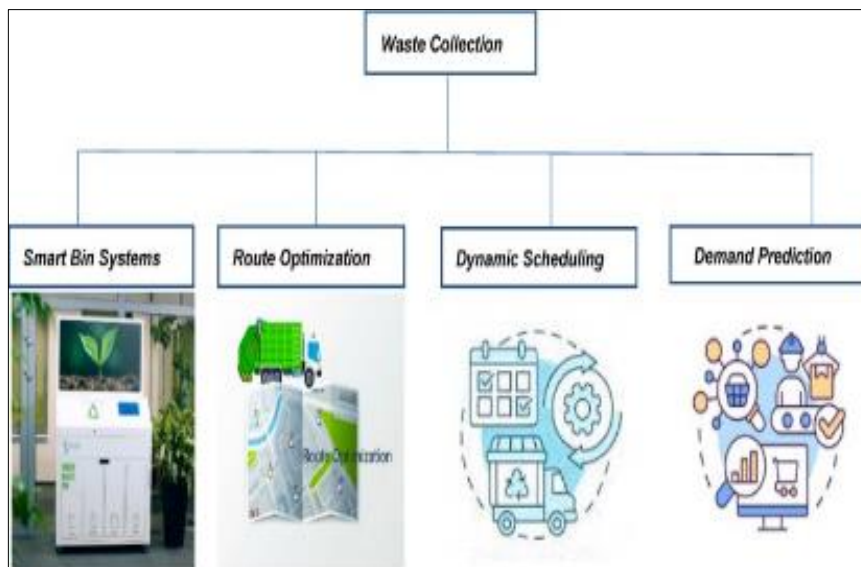 Waste Collection
Smart Bin Systems
Route Optimization
Dynamic Scheduling
Demand Prediction
Route Optimization